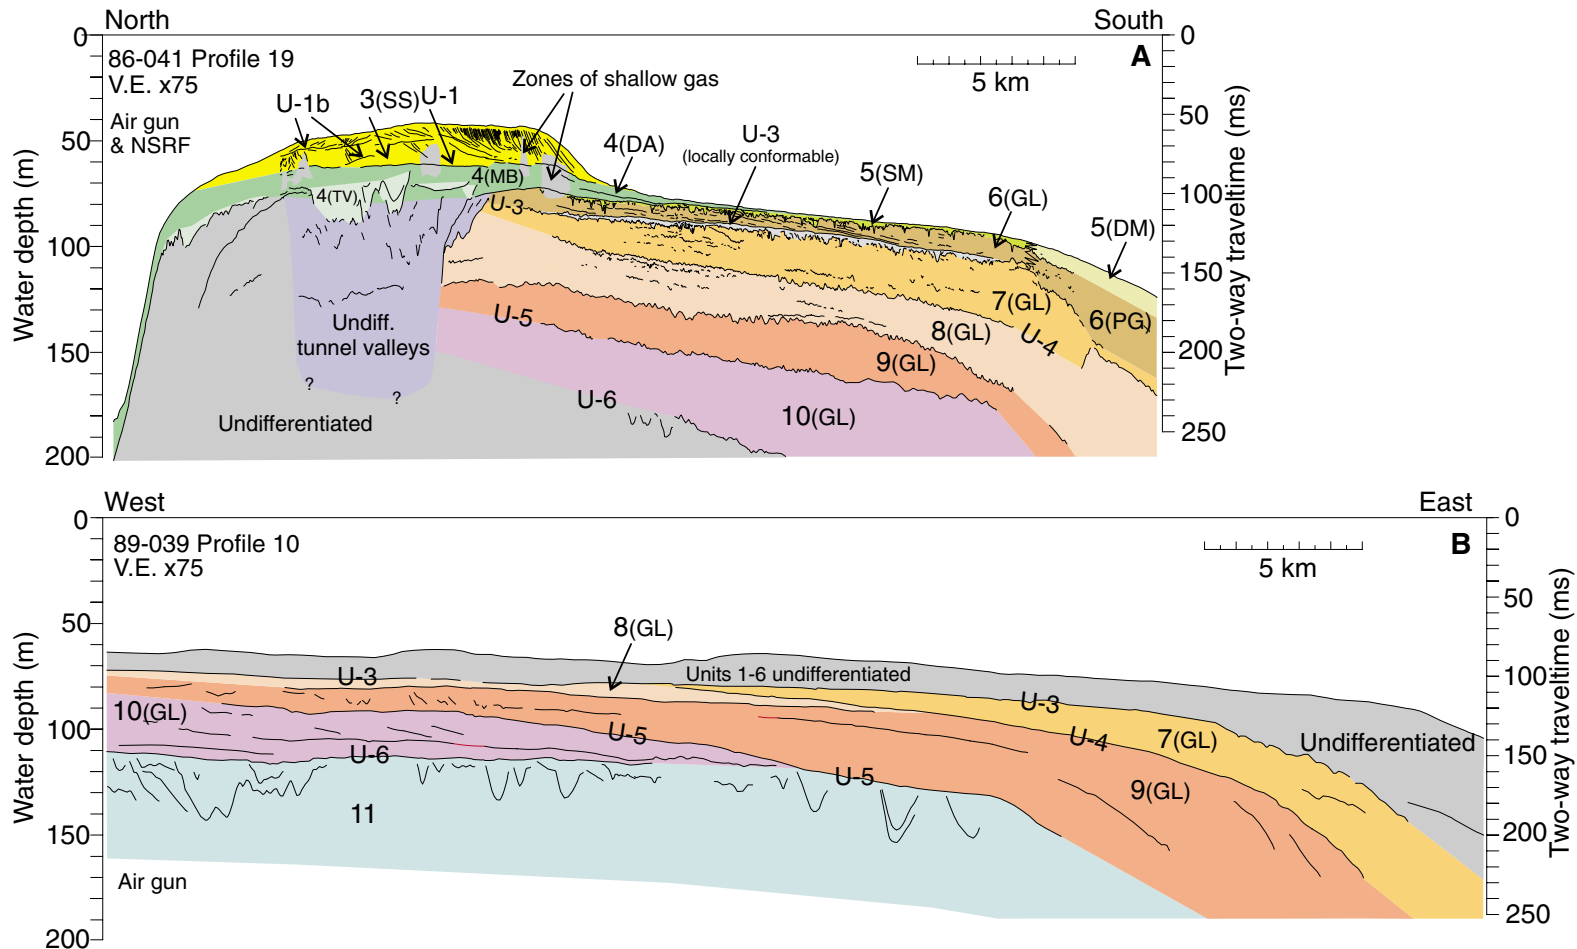 North
South
86-041 Profile 19
V.E. x75
Air gun
& NSRF
A
5 km
Zones of shallow gas
U-1b
3(SS)
U-1
4(DA)
U-3
(locally conformable)
5(SM)
6(GL)
5(DM)
4(TV)
4(MB)
U-3
7(GL)
8(GL)
U-4
6(PG)
U-5
9(GL)
Undiff.
tunnel valleys
?
?
U-6
10(GL)
Undifferentiated
Water depth (m)
0
50
100
150
200
Two-way traveltime (ms)
0
50
100
150
200
250
West
East
89-039 Profile 10
V.E. x75
B
5 km
8(GL)
U-3
Units 1-6 undifferentiated
U-3
10(GL)
U-5
U-4
7(GL)
Undifferentiated
U-6
U-5
9(GL)
11
Air gun
Water depth (m)
0
50
100
150
200
Two-way traveltime (ms)
0
50
100
150
200
250